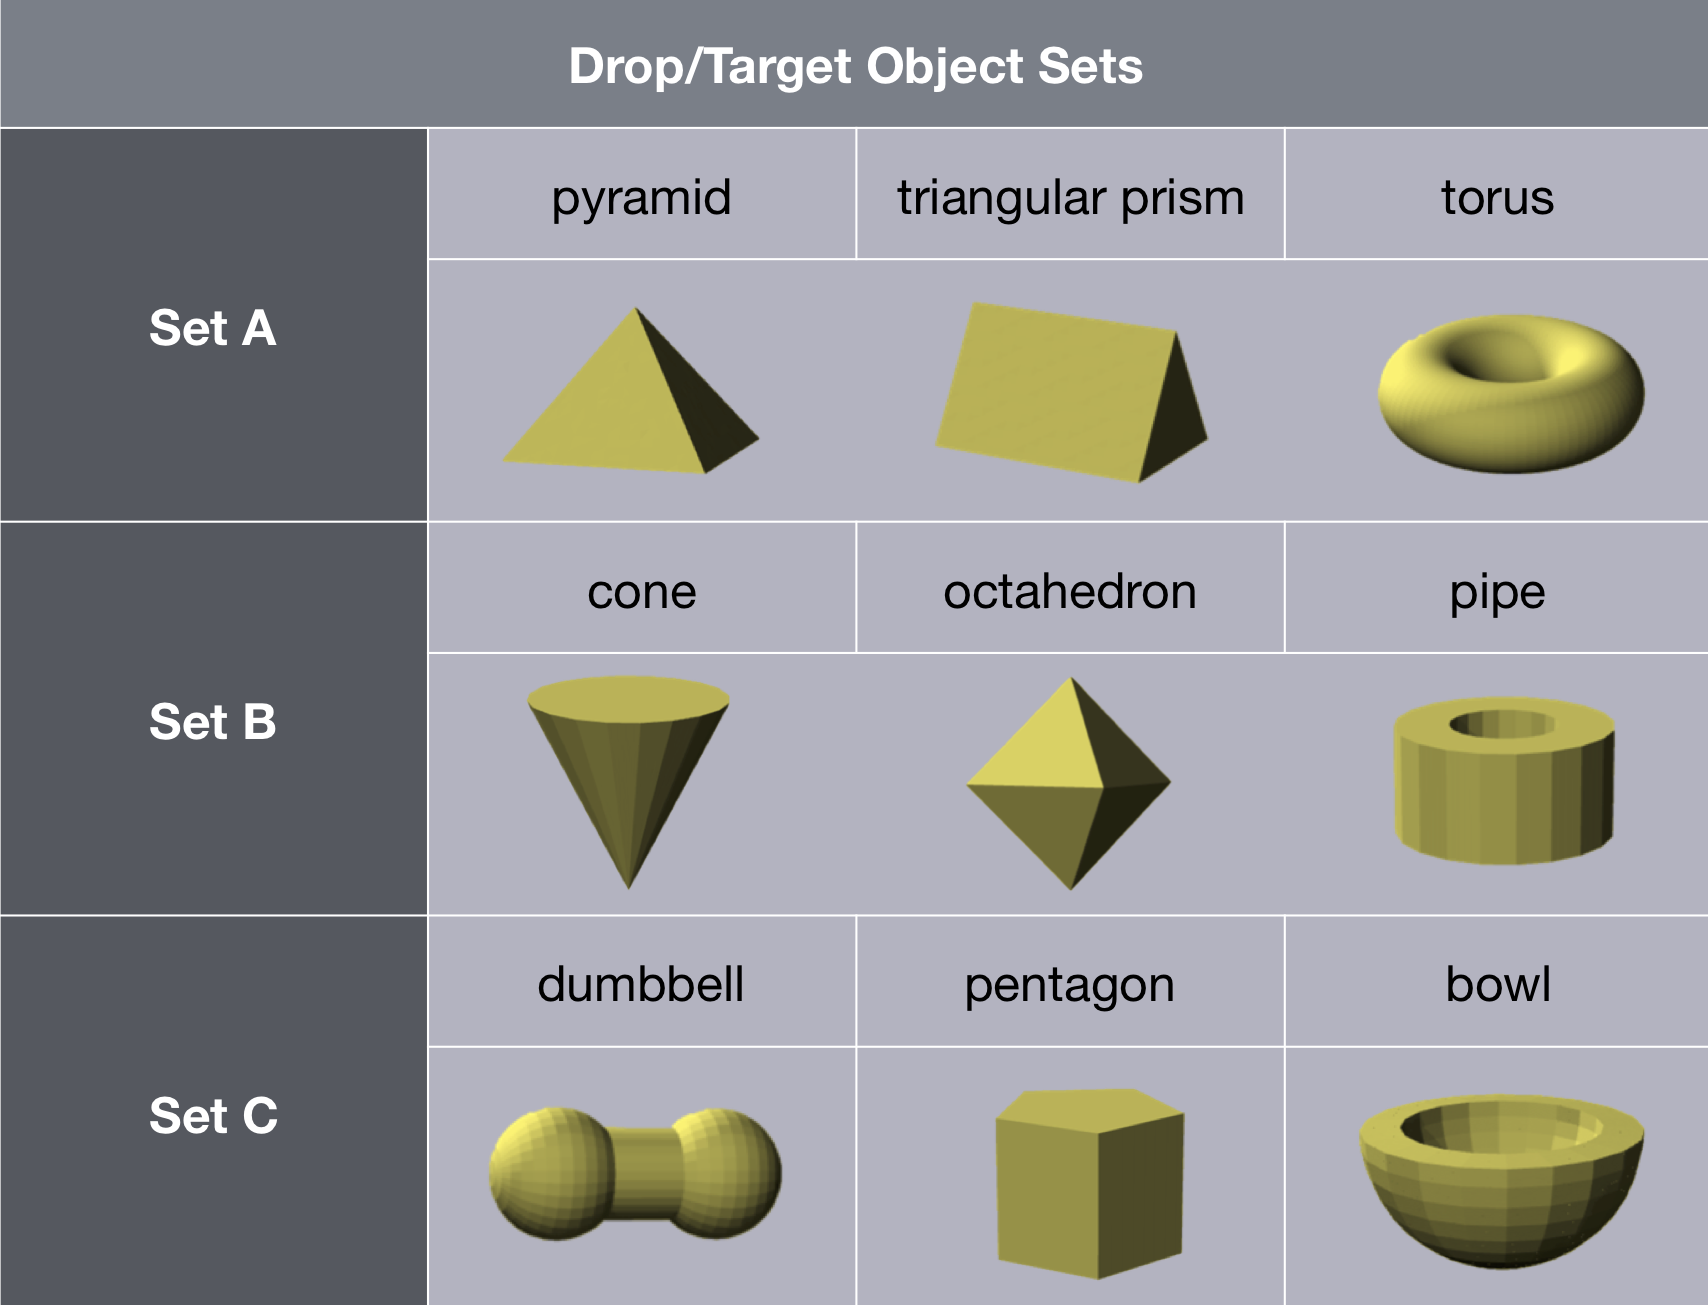 Drop/Target Object Sets
Set A
pyramid
triangular prism
torus
Set B
cone
octahedron
pipe
Set C
dumbbell
pentagon
bowl